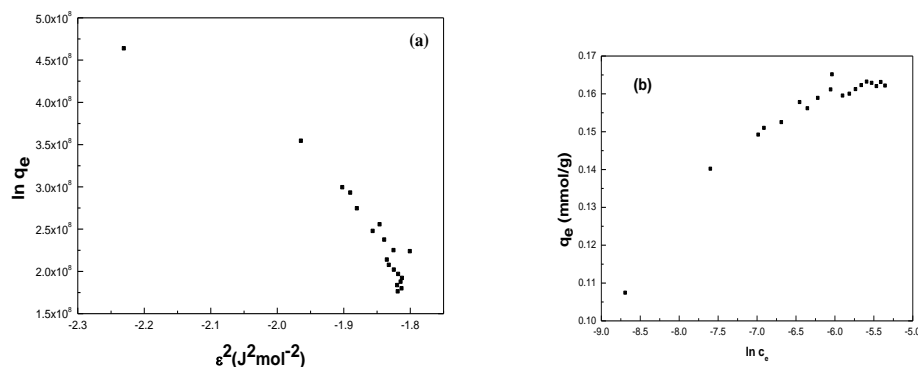 (a)
5.0x10⁸
4.5x10⁸
4.0x10⁸
3.5x10⁸
3.0x10⁸
2.5x10⁸
2.0x10⁸
1.5x10⁸
ln qₑ
-2.3 -2.2 -2.1 -2.0 -1.9 -1.8
ε²(J²mol⁻²)
(b)
0.17
0.16
0.15
0.14
0.13
0.12
0.11
0.10
qₑ (mmol/g)
-9.0 -8.5 -8.0 -7.5 -7.0 -6.5 -6.0 -5.5 -5.0
ln cₑ